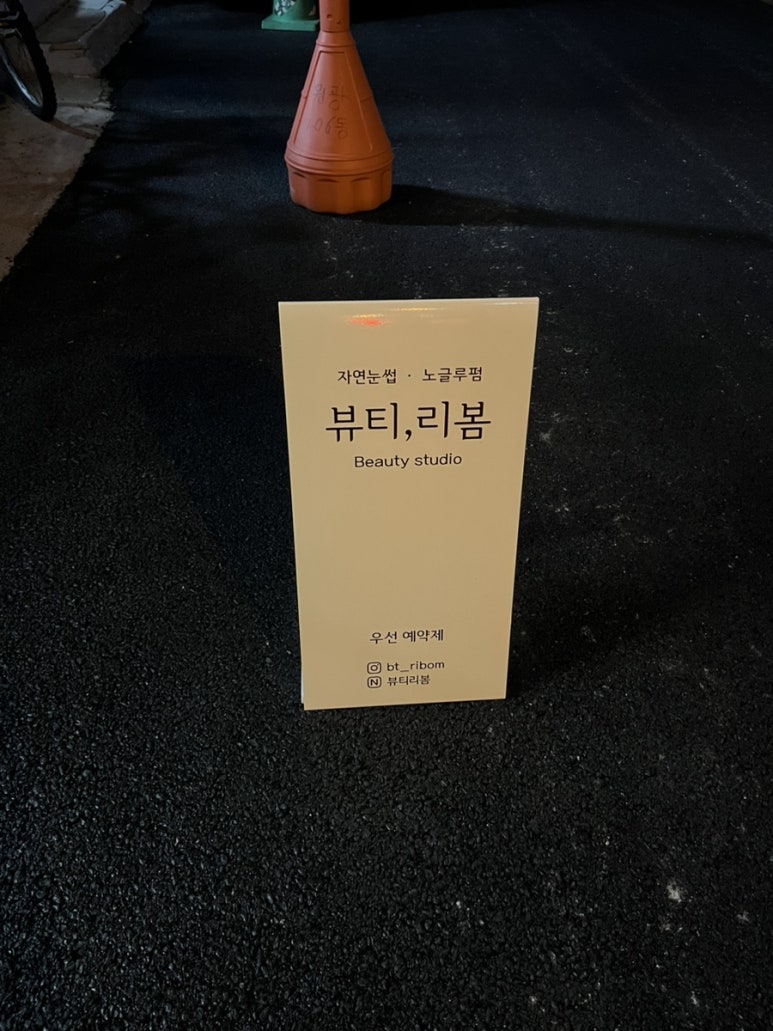 자연눈썹 · 노글루펌
뷰티,리봄
Beauty studio
우선 예약제
bt_ribom
N 뷰티리봄